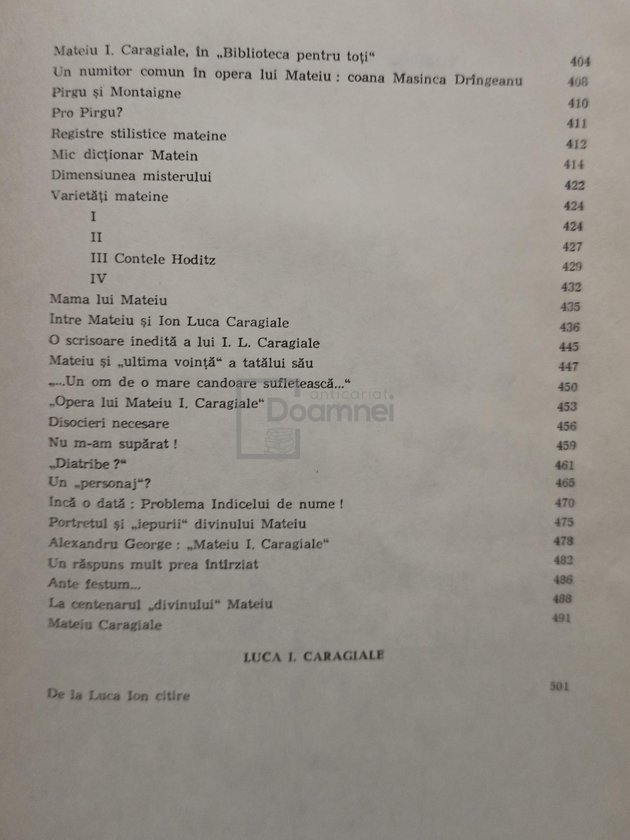 Mateiu I. Caragiale, în „Biblioteca pentru toți“ 404
Un numitor comun în opera lui Mateiu : coana Masinca Drîngeanu 408
Pirgu și Montaigne 410
Pro Pirgu? 411
Registre stilistice mateine 412
Mic dicționar Matein 414
Dimensiunea misterului 422
Varietăți mateine 424
I 424
II 427
III Contele Hoditz 429
IV 432
Mama lui Mateiu 435
Intre Mateiu și Ion Luca Caragiale 436
O scrisoare inedită a lui I. L. Caragiale 445
Mateiu și „ultima voință“ a tatălui său 447
„...Un om de o mare candoare sufletească...“ 450
„Opera lui Mateiu I. Caragiale“ 453
Disocieri necesare 456
Nu m-am supărat ! 459
„Diatribe ?“ 461
Un „personaj“? 465
Incă o dată : Problema Indicelui de nume ! 470
Portretul și „iepurii“ divinului Mateiu 475
Alexandru George : „Mateiu I. Caragiale“ 478
Un răspuns mult prea întîrziat 482
Ante festum... 486
La centenarul „divinului“ Mateiu 488
Mateiu Caragiale 491
LUCA I. CARAGIALE
De la Luca Ion citire 501
anticariat
Doamnei